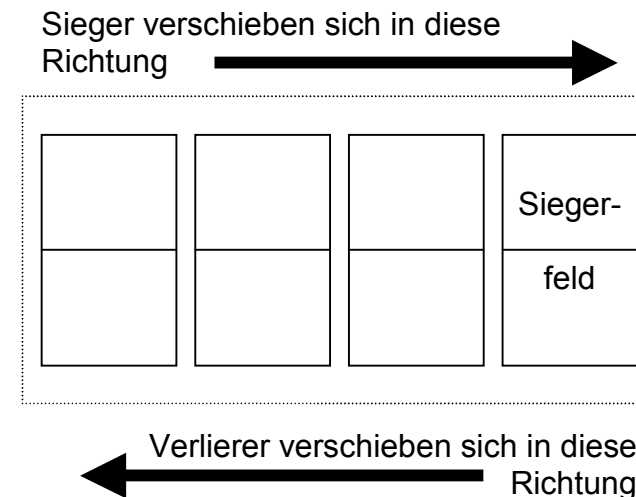 Sieger verschieben sich in diese
Richtung
Sieger-
feld
Verlierer verschieben sich in diese
Richtung